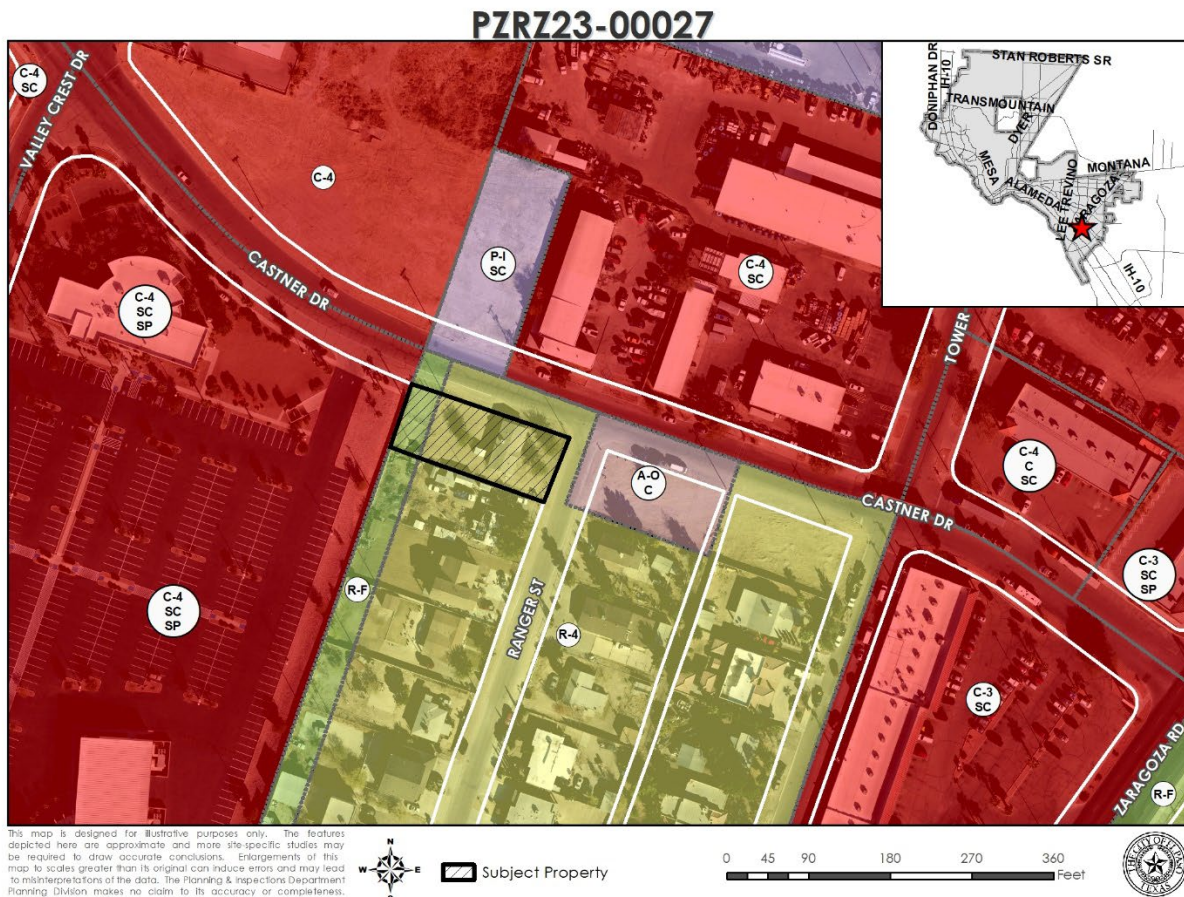 PZRZ23-00027
C-4
SC
VALLEY CREST DR
C-4
STAN ROBERTS SR
DONIPHAN DR
IH-10
TRANSMOUNTAIN
DYER
MESA
MONTANA
ALAMEDA
LEE TREVINO
IH-10
P-I
SC
CASTNER DR
C-4
SC
C-4
SC
SP
TOWER
C-4
C
SC
A-O
C
CASTNER DR
C-3
SC
SP
R-F
C-4
SC
SP
RANGER ST
R-4
C-3
SC
ZARAGOZA RD
R-F
This map is designed for illustrative purposes only. The features
depicted here are approximate and more site-specific studies may
be required to draw accurate conclusions. Enlargements of this
map to scales greater than its original can induce errors and may lead
to misinterpretations of the data. The Planning & Inspections Department
Planning Division makes no claim to its accuracy or completeness.
N
W
E
S
Subject Property
0 45 90 180 270 360
Feet
THE CITY OF EL PASO
TEXAS